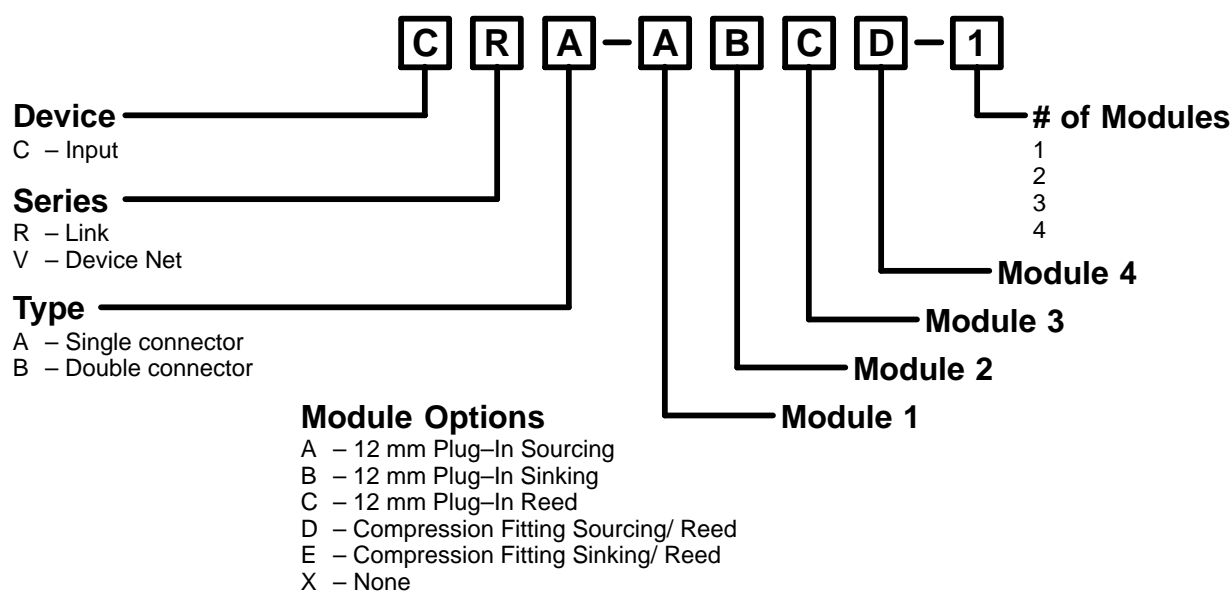 C R A – A B C D – 1
Device
C – Input
Series
R – Link
V – Device Net
Type
A – Single connector
B – Double connector
# of Modules
1
2
3
4
Module 4
Module 3
Module 2
Module 1
Module Options
A – 12 mm Plug–In Sourcing
B – 12 mm Plug–In Sinking
C – 12 mm Plug–In Reed
D – Compression Fitting Sourcing/ Reed
E – Compression Fitting Sinking/ Reed
X – None